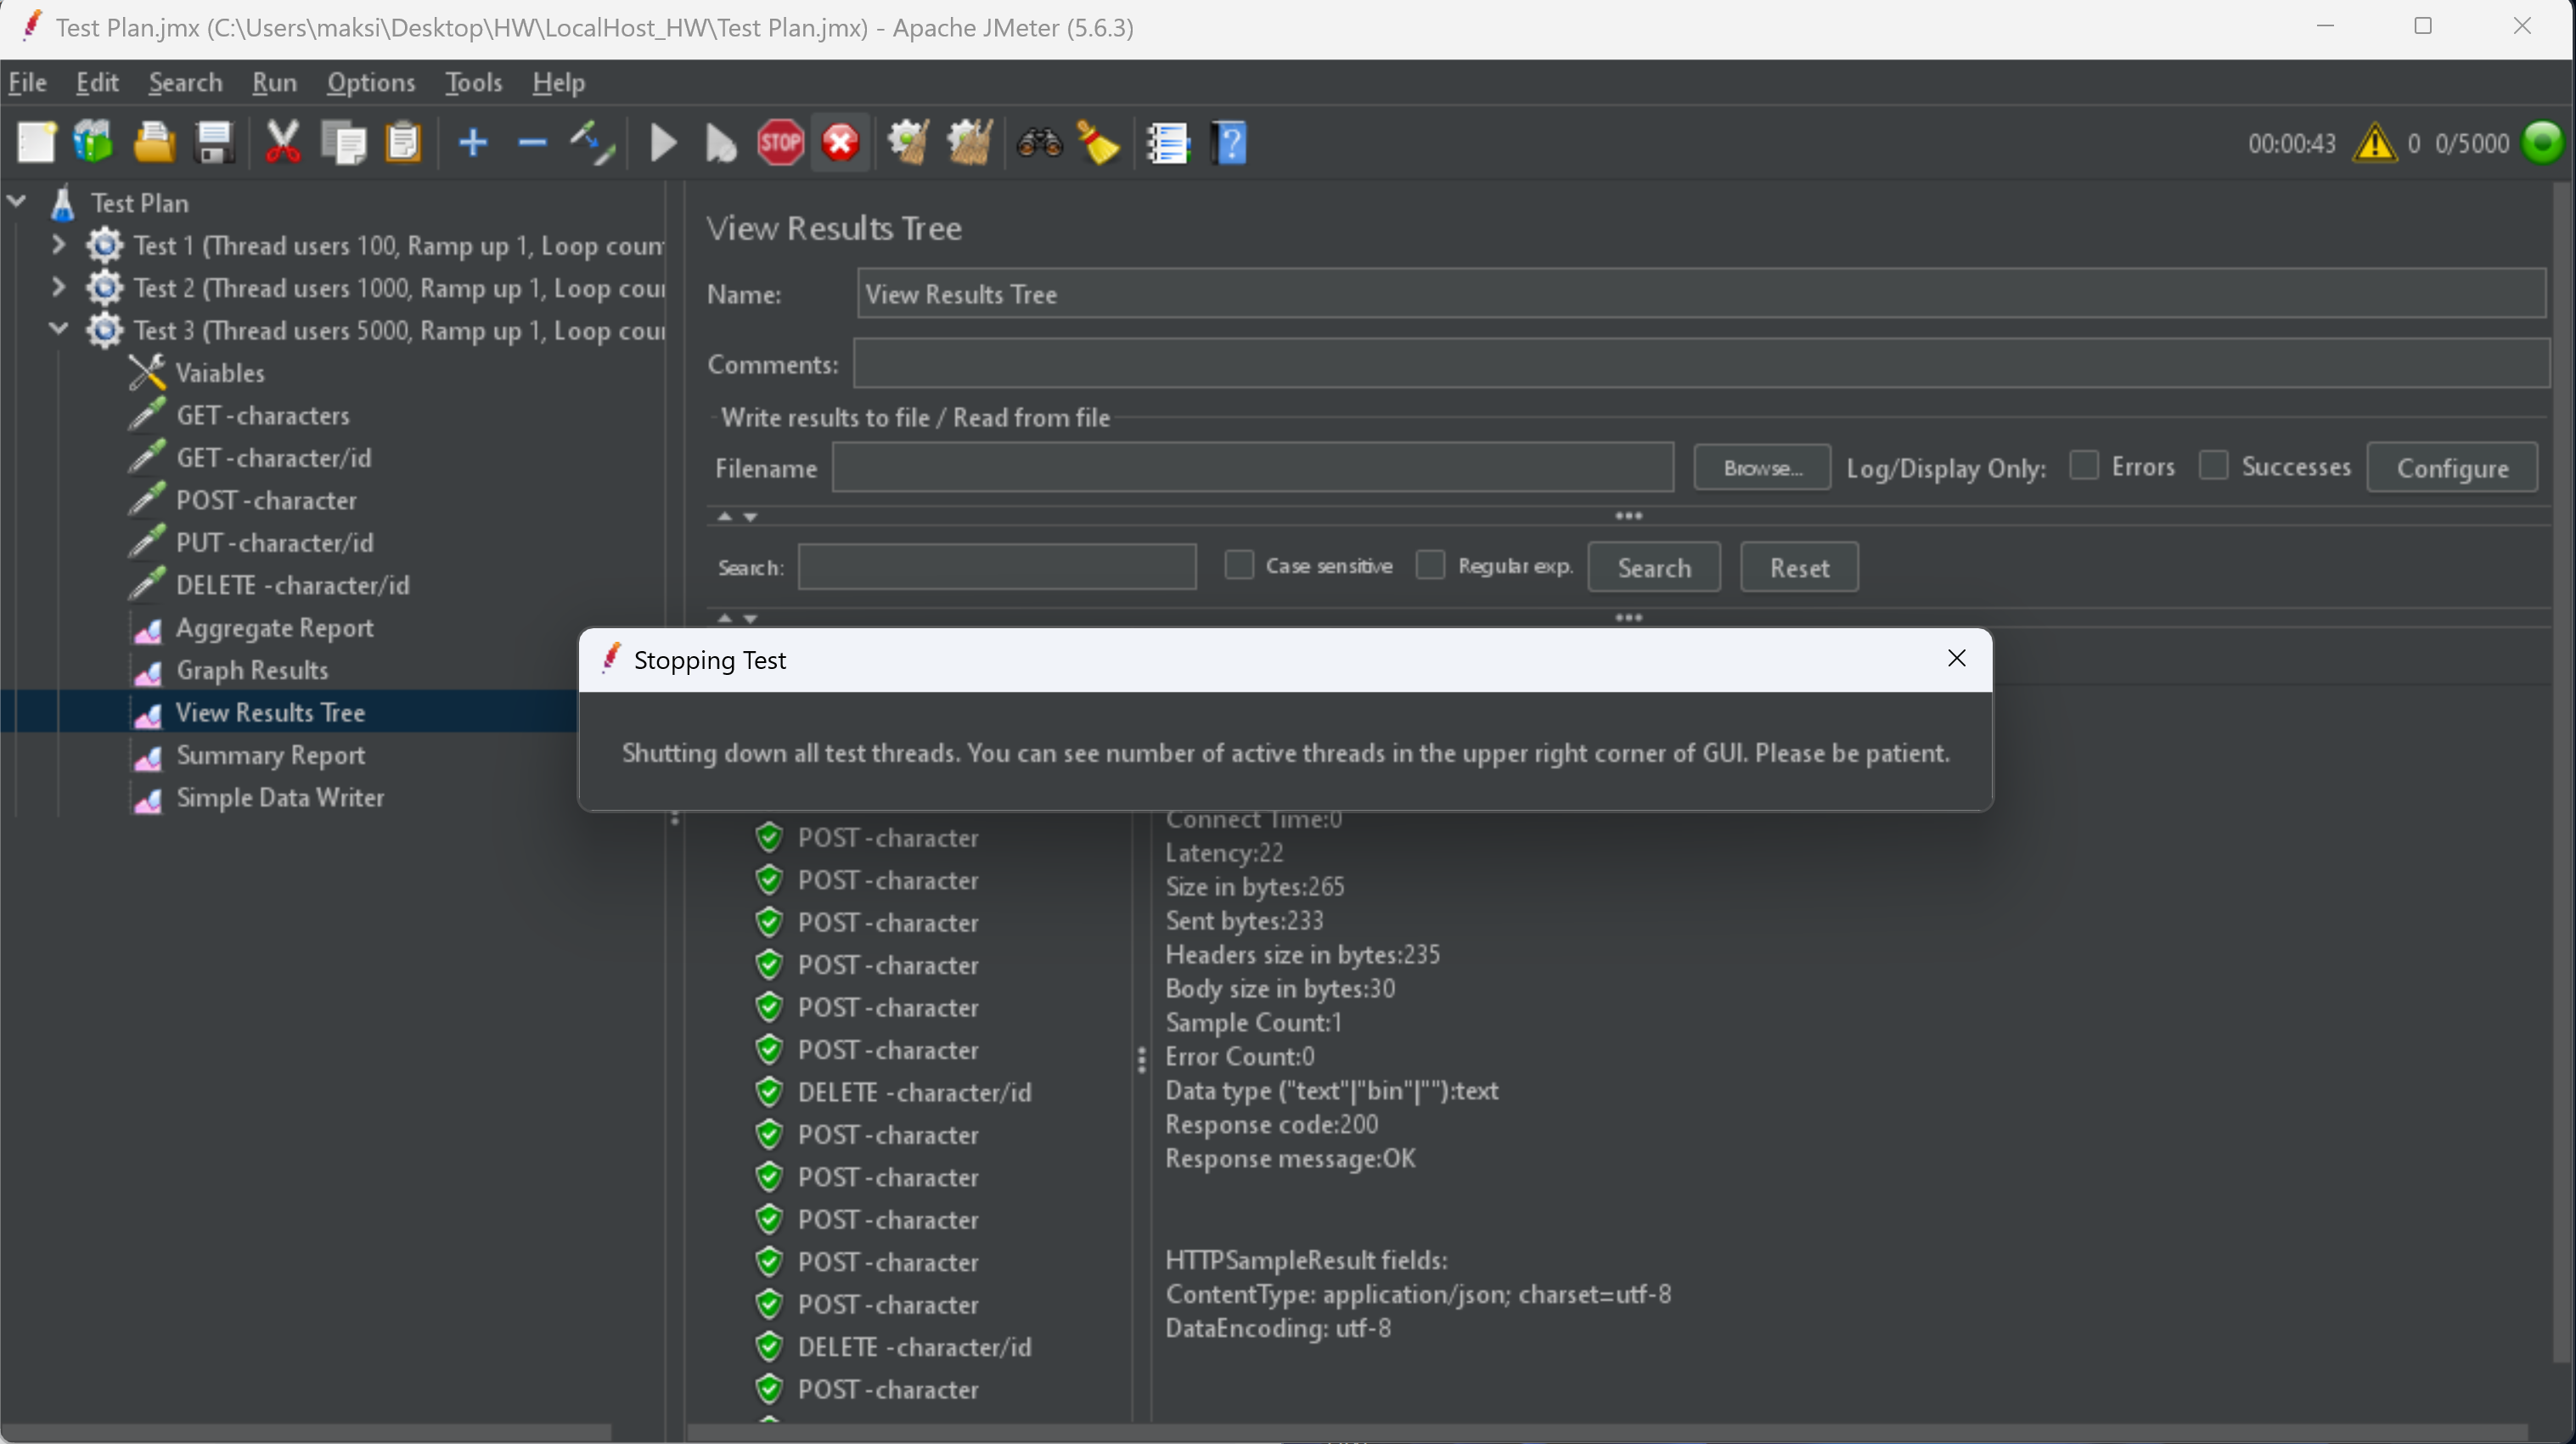 Test Plan.jmx (C:\Users\maksi\Desktop\HW\LocalHost_HW\Test Plan.jmx) - Apache JMeter (5.6.3)
File Edit Search Run Options Tools Help
STOP
00:00:43 0 0/5000
Test Plan
Test 1 (Thread users 100, Ramp up 1, Loop coun
Test 2 (Thread users 1000, Ramp up 1, Loop cou
Test 3 (Thread users 5000, Ramp up 1, Loop cou
Vaiables
GET - characters
GET - character/id
POST - character
PUT - character/id
DELETE - character/id
Aggregate Report
Graph Results
View Results Tree
Summary Report
Simple Data Writer
View Results Tree
Name: View Results Tree
Comments:
Write results to file / Read from file
Filename Browse... Log/Display Only: Errors Successes Configure
Search: Case sensitive Regular exp. Search Reset
Stopping Test
Shutting down all test threads. You can see number of active threads in the upper right corner of GUI. Please be patient.
POST - character
POST - character
POST - character
POST - character
POST - character
POST - character
DELETE - character/id
POST - character
POST - character
POST - character
POST - character
POST - character
DELETE - character/id
POST - character
Connect Time:0
Latency:22
Size in bytes:265
Sent bytes:233
Headers size in bytes:235
Body size in bytes:30
Sample Count:1
Error Count:0
Data type ("text"|"bin"|""):text
Response code:200
Response message:OK
HTTPSampleResult fields:
ContentType: application/json; charset=utf-8
DataEncoding: utf-8